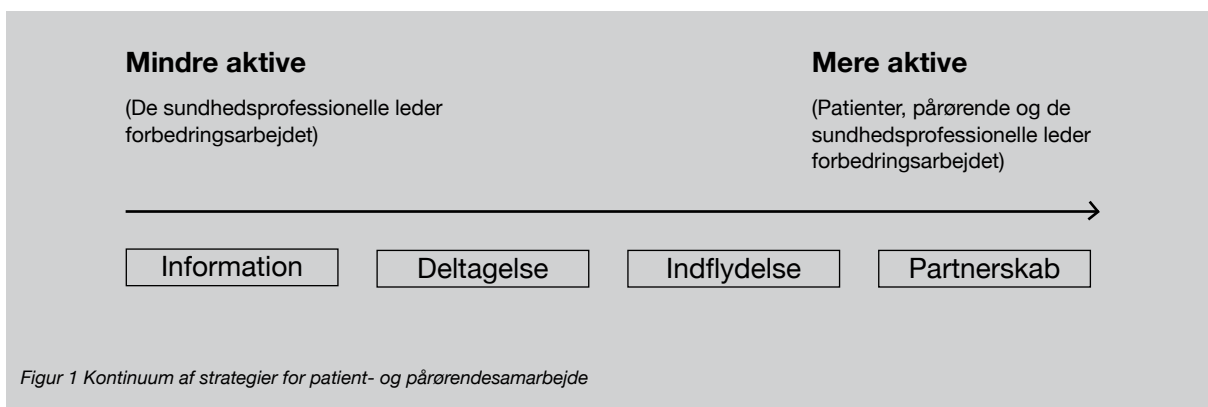 Mindre aktive
(De sundhedsprofessionelle leder
forbedringsarbejdet)
Mere aktive
(Patienter, pårørende og de
sundhedsprofessionelle leder
forbedringsarbejdet)
Information
Deltagelse
Indflydelse
Partnerskab
Figur 1 Kontinuum af strategier for patient- og pårørendesamarbejde